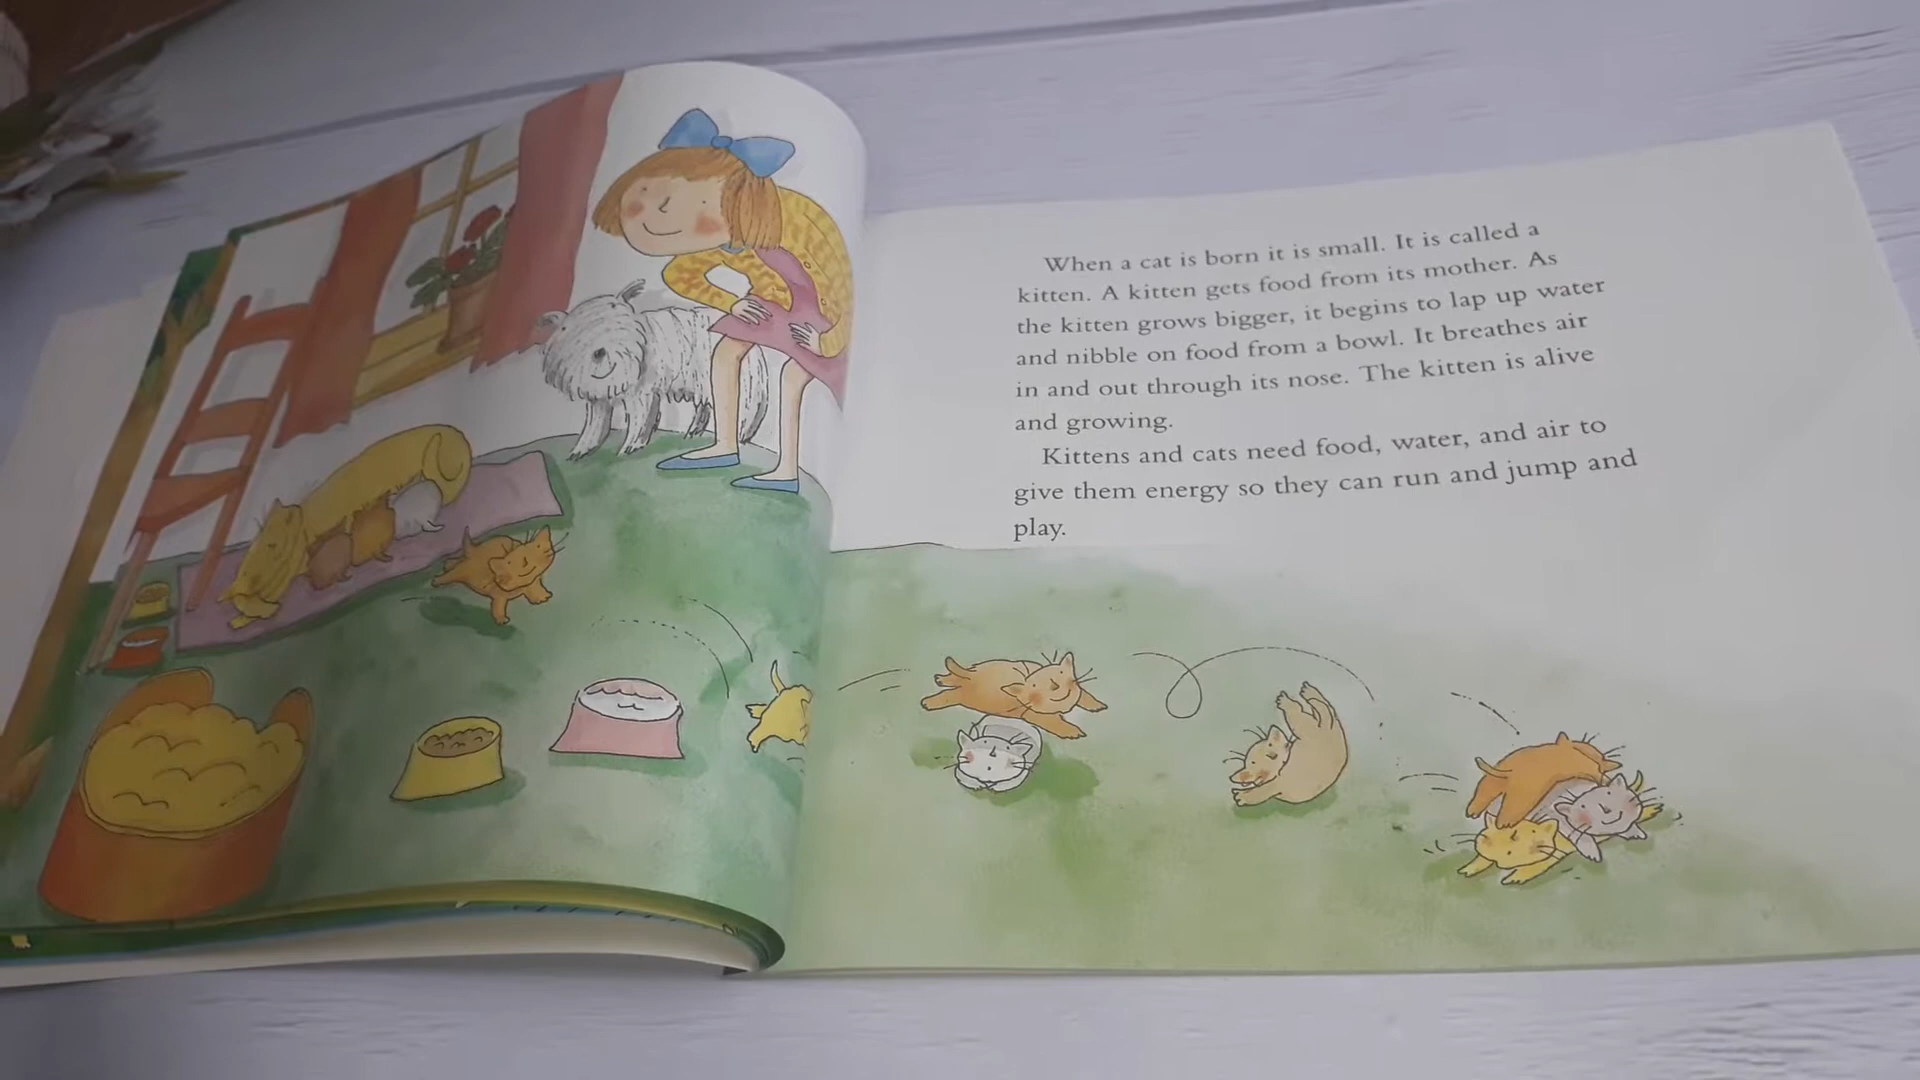 When a cat is born it is small. It is called a
kitten. A kitten gets food from its mother. As
the kitten grows bigger, it begins to lap up water
and nibble on food from a bowl. It breathes air
in and out through its nose. The kitten is alive
and growing.
Kittens and cats need food, water, and air to
give them energy so they can run and jump and
play.